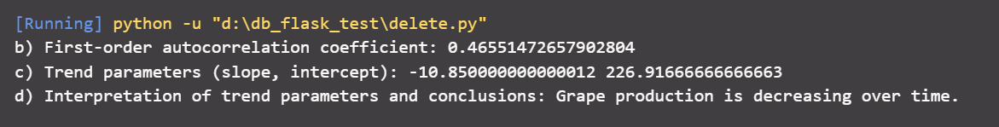 [Running] python -u "d:\db_flask_test\delete.py"
b) First-order autocorrelation coefficient: 0.46551472657902804
c) Trend parameters (slope, intercept): -10.850000000000012 226.91666666666663
d) Interpretation of trend parameters and conclusions: Grape production is decreasing over time.